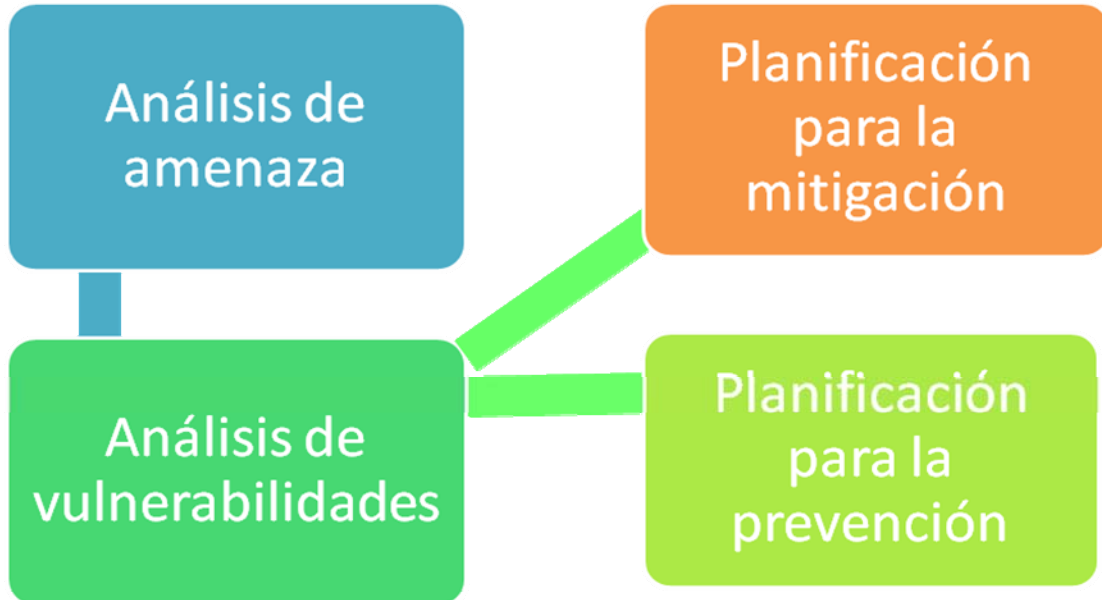 Análisis de
amenaza
Análisis de
vulnerabilidades
Planificación
para la
mitigación
Planificación
para la
prevención